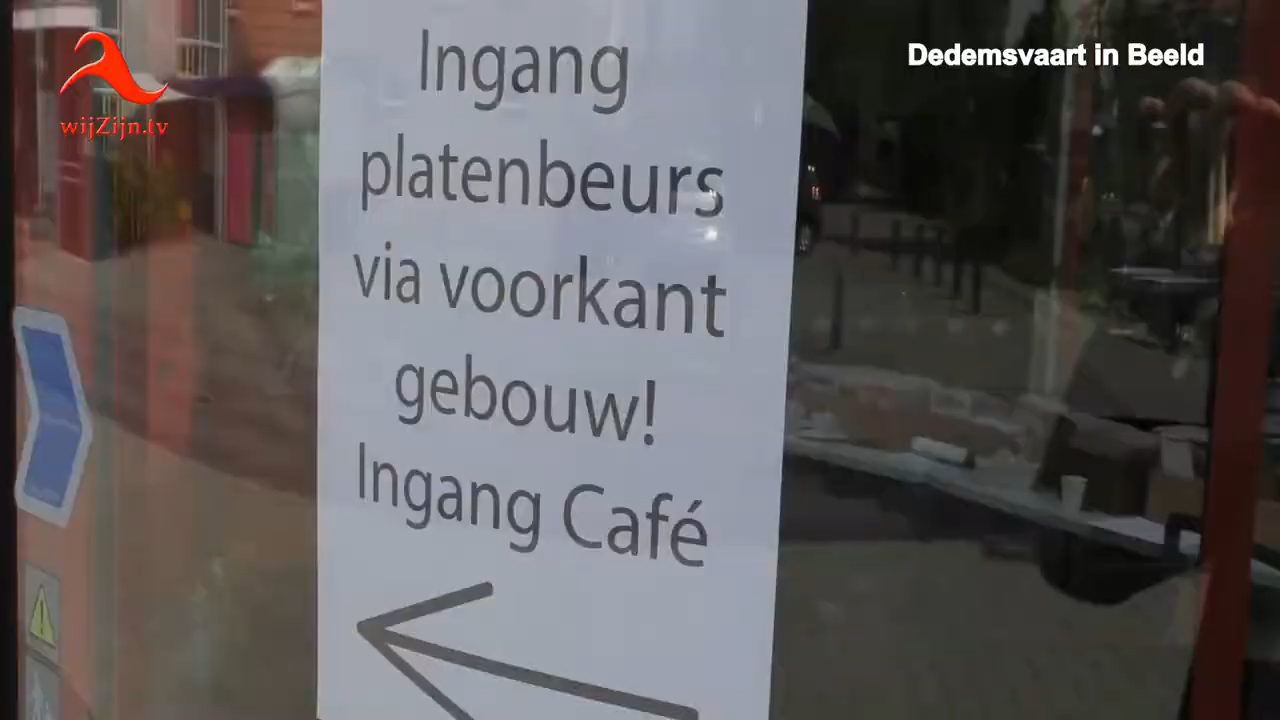 wijZijn.tv
Dedemsvaart in Beeld
Ingang
platenbeurs
via voorkant
gebouw!
Ingang Café